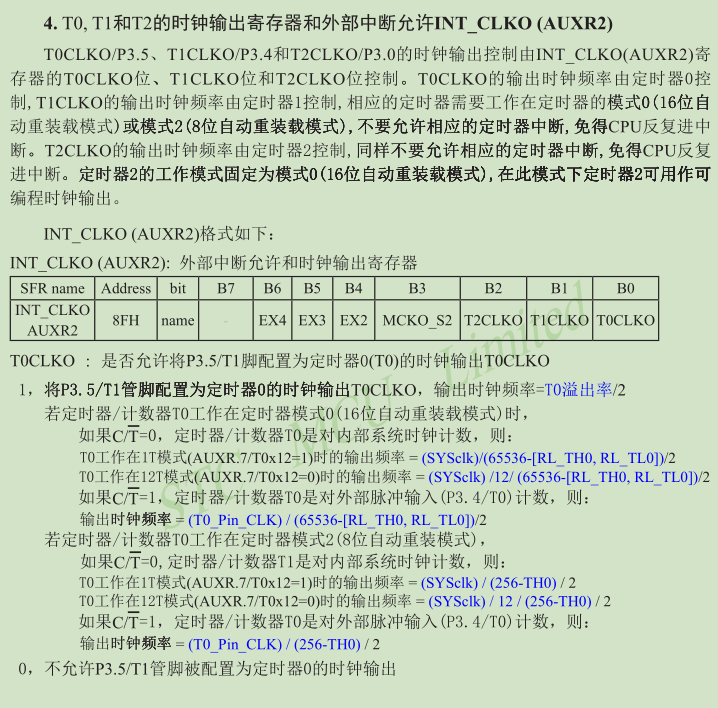 4. T0, T1和T2的时钟输出寄存器和外部中断允许INT_CLKO (AUXR2)
T0CLKO/P3.5、T1CLKO/P3.4和T2CLKO/P3.0的时钟输出控制由INT_CLKO(AUXR2)寄
存器的T0CLKO位、T1CLKO位和T2CLKO位控制。T0CLKO的输出时钟频率由定时器0控
制,T1CLKO的输出时钟频率由定时器1控制,相应的定时器需要工作在定时器的模式0(16位自
动重装载模式)或模式2(8位自动重装载模式),不要允许相应的定时器中断,免得CPU反复进中
断。T2CLKO的输出时钟频率由定时器2控制,同样不要允许相应的定时器中断,免得CPU反复
进中断。定时器2的工作模式固定为模式0(16位自动重装载模式),在此模式下定时器2可用作可
编程时钟输出。
INT_CLKO (AUXR2)格式如下:
INT_CLKO (AUXR2): 外部中断允许和时钟输出寄存器
SFR name Address bit B7 B6 B5 B4 B3 B2 B1 B0
INT_CLKO AUXR2 8FH name - EX4 EX3 EX2 MCKO_S2 T2CLKO T1CLKO T0CLKO
T0CLKO : 是否允许将P3.5/T1脚配置为定时器0(T0)的时钟输出T0CLKO
1, 将P3.5/T1管脚配置为定时器0的时钟输出T0CLKO, 输出时钟频率=T0溢出率/2
若定时器/计数器T0工作在定时器模式0(16位自动重装载模式)时,
如果C/T=0, 定时器/计数器T0是对内部系统时钟计数, 则:
T0工作在1T模式(AUXR.7/T0x12=1)时的输出频率 = (SYSclk)/(65536-[RL_TH0, RL_TL0])/2
T0工作在12T模式(AUXR.7/T0x12=0)时的输出频率 = (SYSclk) /12/ (65536-[RL_TH0, RL_TL0])/2
如果C/T=1, 定时器/计数器T0是对外部脉冲输入(P3.4/T0)计数, 则:
输出时钟频率 = (T0_Pin_CLK) / (65536-[RL_TH0, RL_TL0])/2
若定时器/计数器T0工作在定时器模式2(8位自动重装载模式),
如果C/T=0,定时器/计数器T1是对内部系统时钟计数, 则:
T0工作在1T模式(AUXR.7/T0x12=1)时的输出频率 = (SYSclk) / (256-TH0) / 2
T0工作在12T模式(AUXR.7/T0x12=0)时的输出频率 = (SYSclk) / 12 / (256-TH0) / 2
如果C/T=1, 定时器/计数器T0是对外部脉冲输入(P3.4/T0)计数, 则:
输出时钟频率 = (T0_Pin_CLK) / (256-TH0) / 2
0, 不允许P3.5/T1管脚被配置为定时器0的时钟输出
STC MCU Limited